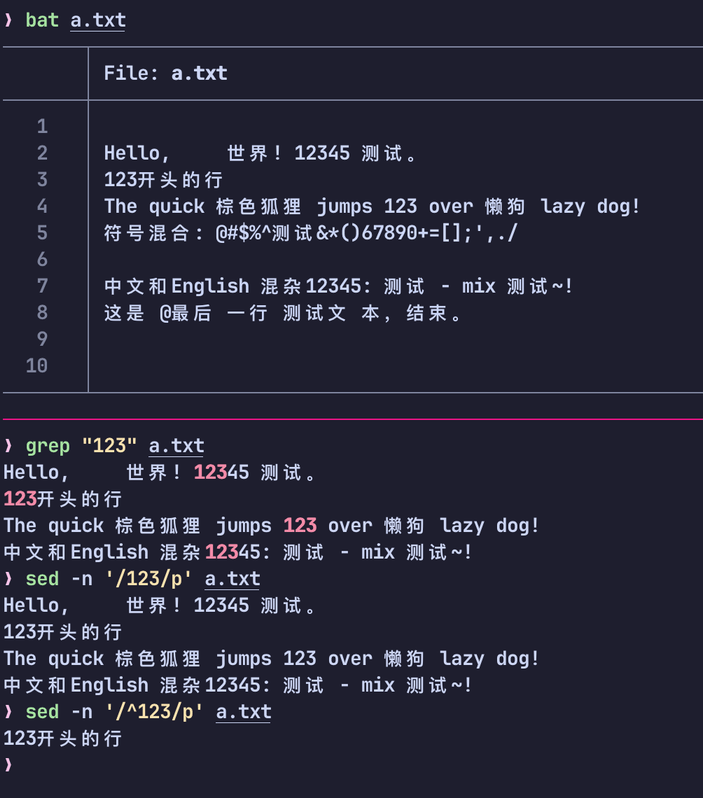 ❯ bat a.txt
File: a.txt
1
2 Hello,     世界！12345 测试。
3 123开头的行
4 The quick 棕色狐狸 jumps 123 over 懒狗 lazy dog!
5 符号混合：@#$%^测试&*()67890+=[];',./
6
7 中文和English 混杂12345: 测试 - mix 测试~!
8 这是 @最后 一行 测试文 本，结束。
9
10
❯ grep "123" a.txt
Hello,     世界！12345 测试。
123开头的行
The quick 棕色狐狸 jumps 123 over 懒狗 lazy dog!
中文和English 混杂12345: 测试 - mix 测试~!
❯ sed -n '/123/p' a.txt
Hello,     世界！12345 测试。
123开头的行
The quick 棕色狐狸 jumps 123 over 懒狗 lazy dog!
中文和English 混杂12345: 测试 - mix 测试~!
❯ sed -n '/^123/p' a.txt
123开头的行
❯